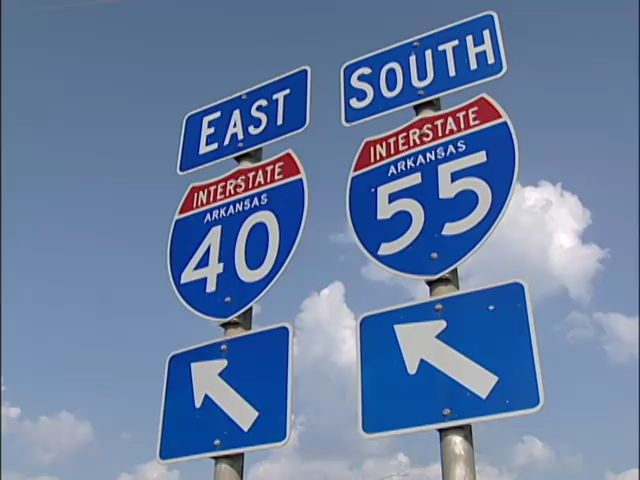 EAST
INTERSTATE
ARKANSAS
40
SOUTH
INTERSTATE
ARKANSAS
55